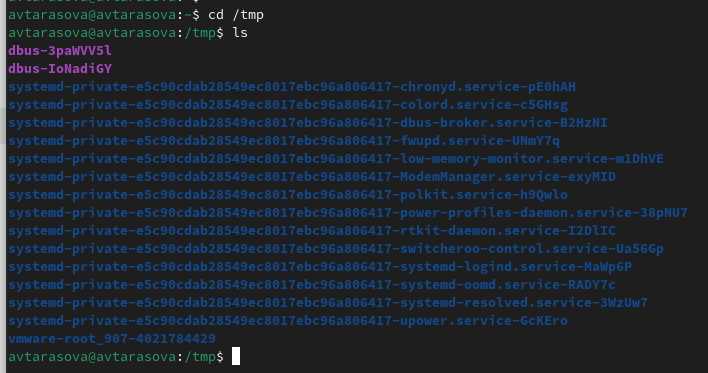 avtarasova@avtarasova:~$ cd /tmp
avtarasova@avtarasova:/tmp$ ls
dbus-3paWVV5l
dbus-IoNadiGY
systemd-private-e5c90cdab28549ec8017ebc96a806417-chronyd.service-pE0hAH
systemd-private-e5c90cdab28549ec8017ebc96a806417-colord.service-c5GHsg
systemd-private-e5c90cdab28549ec8017ebc96a806417-dbus-broker.service-B2HzNI
systemd-private-e5c90cdab28549ec8017ebc96a806417-fwupd.service-UNmY7q
systemd-private-e5c90cdab28549ec8017ebc96a806417-low-memory-monitor.service-m1DhVE
systemd-private-e5c90cdab28549ec8017ebc96a806417-ModemManager.service-exyMID
systemd-private-e5c90cdab28549ec8017ebc96a806417-polkit.service-h9Qwlo
systemd-private-e5c90cdab28549ec8017ebc96a806417-power-profiles-daemon.service-38pNU7
systemd-private-e5c90cdab28549ec8017ebc96a806417-rtkit-daemon.service-I2DlIC
systemd-private-e5c90cdab28549ec8017ebc96a806417-switcheroo-control.service-Ua56Gp
systemd-private-e5c90cdab28549ec8017ebc96a806417-systemd-logind.service-MaWp6P
systemd-private-e5c90cdab28549ec8017ebc96a806417-systemd-oomd.service-RADY7c
systemd-private-e5c90cdab28549ec8017ebc96a806417-systemd-resolved.service-3WzUw7
systemd-private-e5c90cdab28549ec8017ebc96a806417-upower.service-GcKEro
vmware-root_907-4021784429
avtarasova@avtarasova:/tmp$